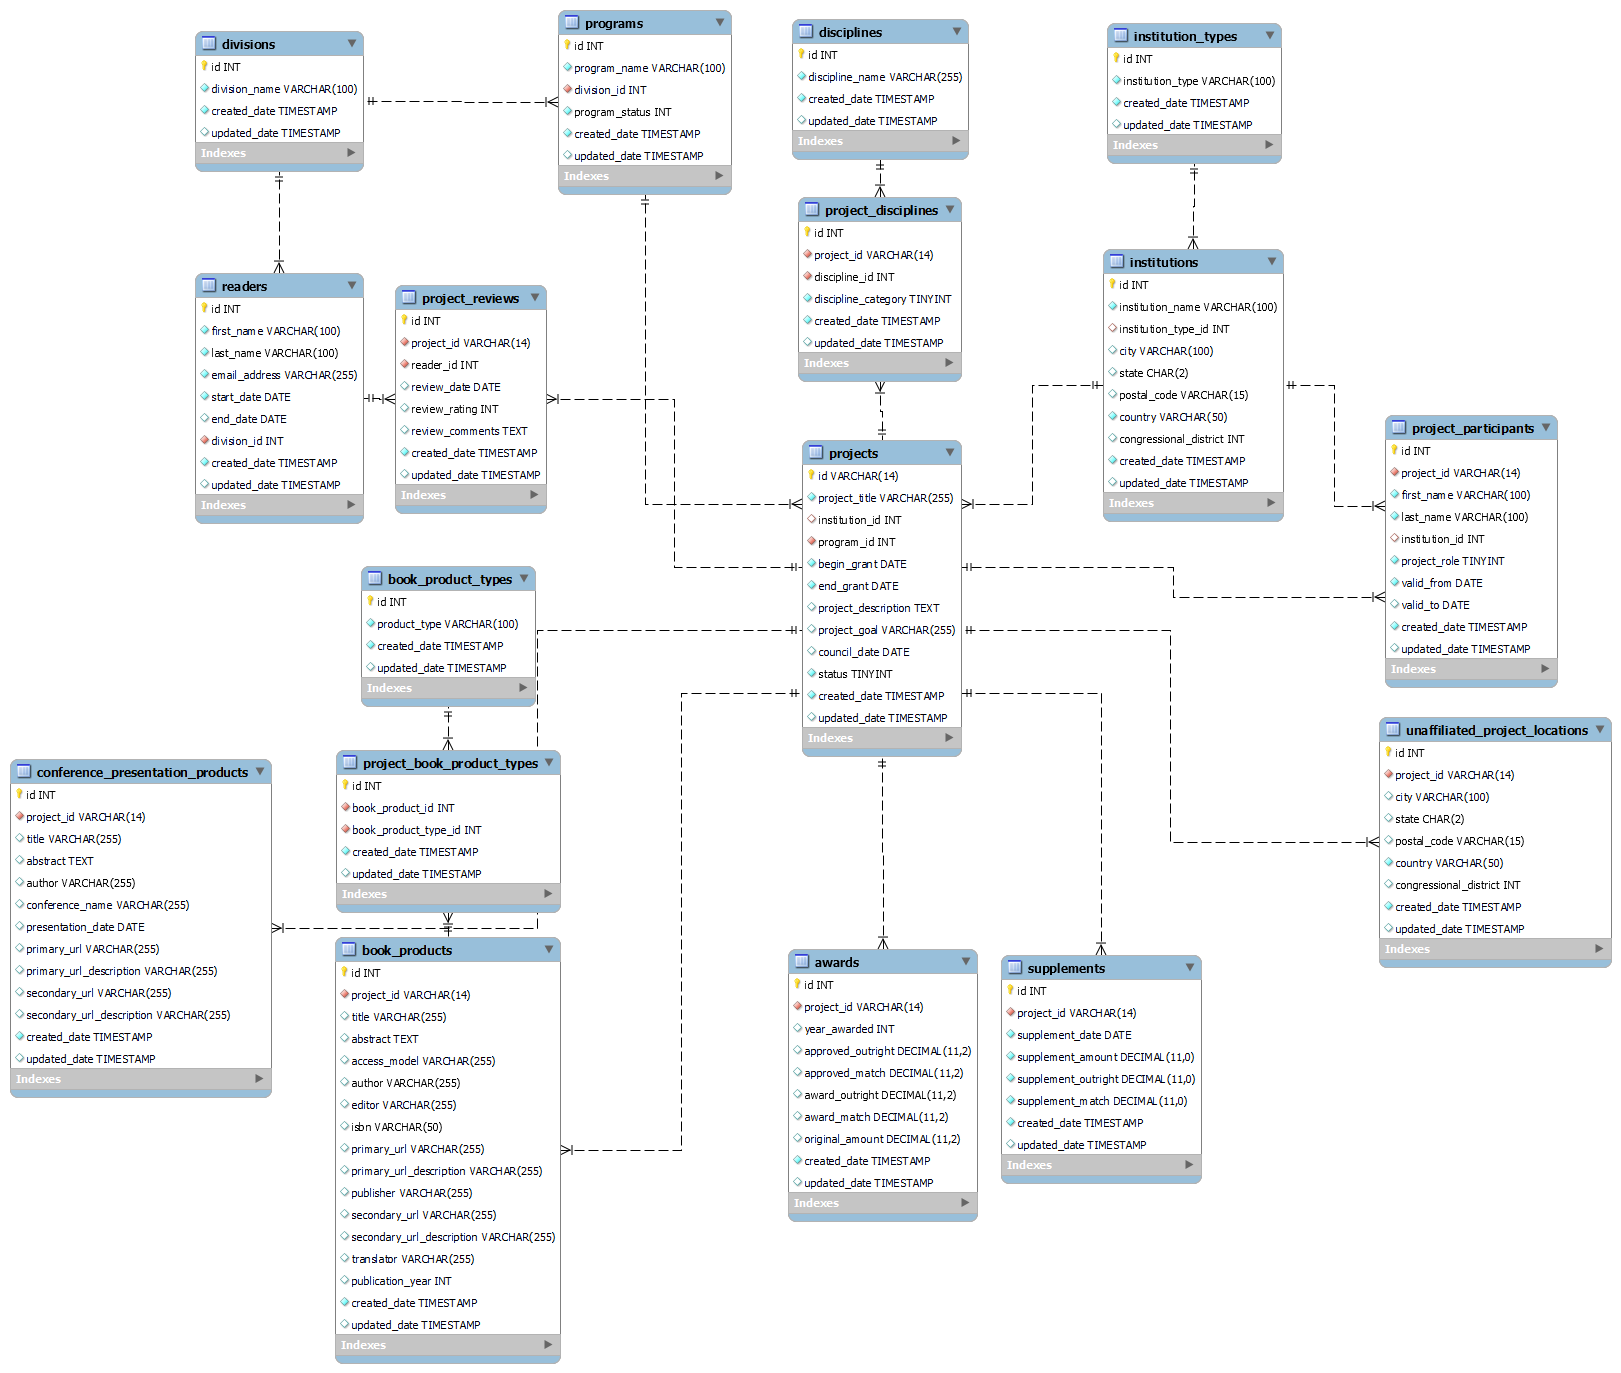 divisions
id INT
division_name VARCHAR(100)
created_date TIMESTAMP
updated_date TIMESTAMP
Indexes
programs
id INT
program_name VARCHAR(100)
division_id INT
program_status INT
created_date TIMESTAMP
updated_date TIMESTAMP
Indexes
disciplines
id INT
discipline_name VARCHAR(255)
created_date TIMESTAMP
updated_date TIMESTAMP
Indexes
institution_types
id INT
institution_type VARCHAR(100)
created_date TIMESTAMP
updated_date TIMESTAMP
Indexes
project_disciplines
id INT
project_id VARCHAR(14)
discipline_id INT
discipline_category TINYINT
created_date TIMESTAMP
updated_date TIMESTAMP
Indexes
institutions
id INT
institution_name VARCHAR(100)
institution_type_id INT
city VARCHAR(100)
state CHAR(2)
postal_code VARCHAR(15)
country VARCHAR(50)
congressional_district INT
created_date TIMESTAMP
updated_date TIMESTAMP
Indexes
readers
id INT
first_name VARCHAR(100)
last_name VARCHAR(100)
email_address VARCHAR(255)
start_date DATE
end_date DATE
division_id INT
created_date TIMESTAMP
updated_date TIMESTAMP
Indexes
project_reviews
id INT
project_id VARCHAR(14)
reader_id INT
review_date DATE
review_rating INT
review_comments TEXT
created_date TIMESTAMP
updated_date TIMESTAMP
Indexes
projects
id VARCHAR(14)
project_title VARCHAR(255)
institution_id INT
program_id INT
begin_grant DATE
end_grant DATE
project_description TEXT
project_goal VARCHAR(255)
council_date DATE
status TINYINT
created_date TIMESTAMP
updated_date TIMESTAMP
Indexes
project_participants
id INT
project_id VARCHAR(14)
first_name VARCHAR(100)
last_name VARCHAR(100)
institution_id INT
project_role TINYINT
valid_from DATE
valid_to DATE
created_date TIMESTAMP
updated_date TIMESTAMP
Indexes
book_product_types
id INT
product_type VARCHAR(100)
created_date TIMESTAMP
updated_date TIMESTAMP
Indexes
unaffiliated_project_locations
id INT
project_id VARCHAR(14)
city VARCHAR(100)
state CHAR(2)
postal_code VARCHAR(15)
country VARCHAR(50)
congressional_district INT
created_date TIMESTAMP
updated_date TIMESTAMP
Indexes
conference_presentation_products
id INT
project_id VARCHAR(14)
title VARCHAR(255)
abstract TEXT
author VARCHAR(255)
conference_name VARCHAR(255)
presentation_date DATE
primary_url VARCHAR(255)
primary_url_description VARCHAR(255)
secondary_url VARCHAR(255)
secondary_url_description VARCHAR(255)
created_date TIMESTAMP
updated_date TIMESTAMP
Indexes
project_book_product_types
id INT
book_product_id INT
book_product_type_id INT
created_date TIMESTAMP
updated_date TIMESTAMP
Indexes
book_products
id INT
project_id VARCHAR(14)
title VARCHAR(255)
abstract TEXT
access_model VARCHAR(255)
author VARCHAR(255)
editor VARCHAR(255)
isbn VARCHAR(50)
primary_url VARCHAR(255)
primary_url_description VARCHAR(255)
publisher VARCHAR(255)
secondary_url VARCHAR(255)
secondary_url_description VARCHAR(255)
translator VARCHAR(255)
publication_year INT
created_date TIMESTAMP
updated_date TIMESTAMP
Indexes
awards
id INT
project_id VARCHAR(14)
year_awarded INT
approved_outright DECIMAL(11,2)
approved_match DECIMAL(11,2)
award_outright DECIMAL(11,2)
award_match DECIMAL(11,2)
original_amount DECIMAL(11,2)
created_date TIMESTAMP
updated_date TIMESTAMP
Indexes
supplements
id INT
project_id VARCHAR(14)
supplement_date DATE
supplement_amount DECIMAL(11,0)
supplement_outright DECIMAL(11,0)
supplement_match DECIMAL(11,0)
created_date TIMESTAMP
updated_date TIMESTAMP
Indexes